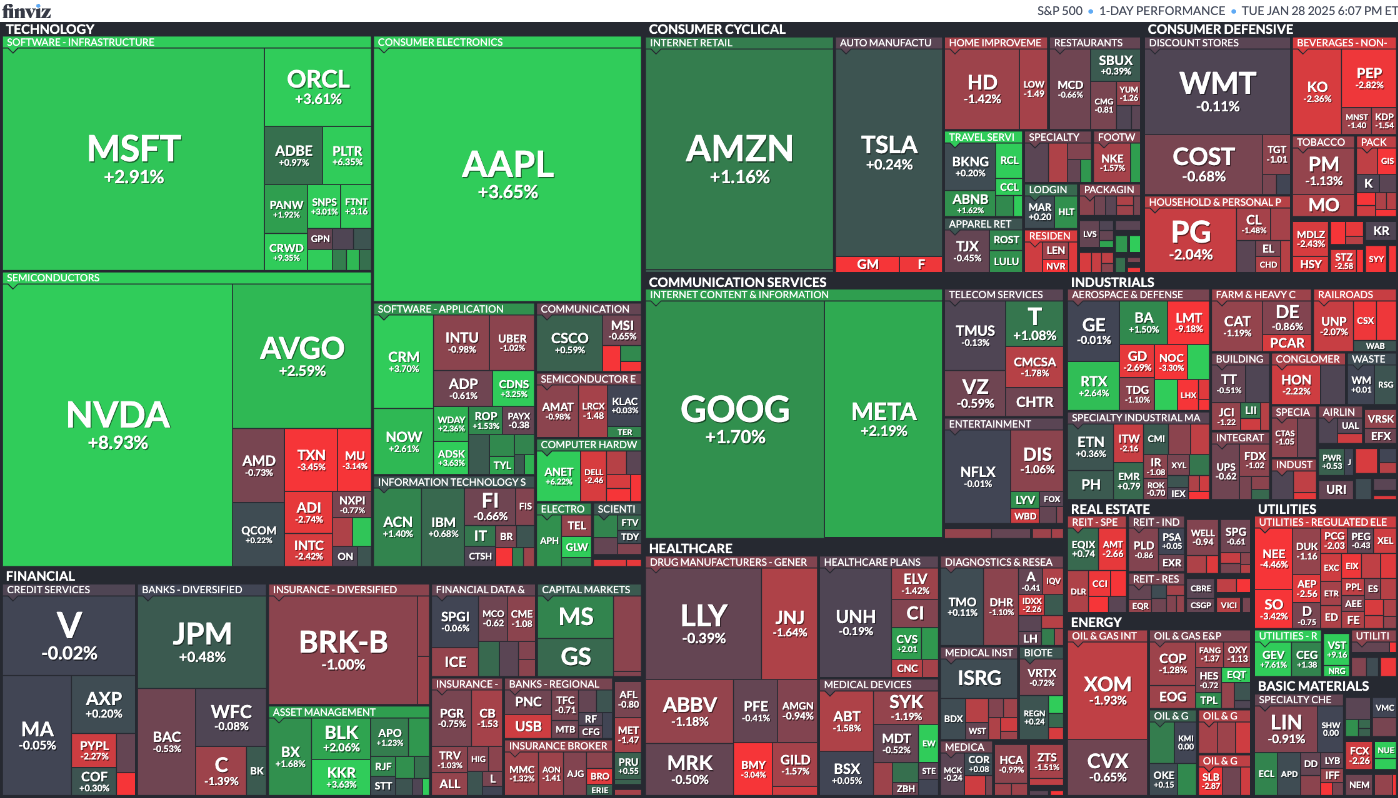 finviz
S&P 500 • 1-DAY PERFORMANCE • TUE JAN 28 2025 6:07 PM ET
TECHNOLOGY
SOFTWARE - INFRASTRUCTURE
MSFT
+2.91%
ORCL
+3.61%
ADBE
+0.97%
PLTR
+6.35%
PANW
+1.92%
SNPS
+3.01%
FTNT
+3.16
CRWD
+9.35%
GPN
CONSUMER ELECTRONICS
AAPL
+3.65%
SEMICONDUCTORS
NVDA
+8.93%
AVGO
+2.59%
AMD
-0.73%
TXN
-3.45%
MU
-3.14%
QCOM
+0.22%
ADI
-2.74%
NXPI
-0.77%
INTC
-2.42%
ON
SOFTWARE - APPLICATION
CRM
+3.70%
INTU
-0.98%
UBER
-1.02%
ADP
-0.61%
CDNS
+3.25%
NOW
+2.61%
WDAY
+2.36%
ROP
+1.53%
PAYX
-0.38
ADSK
+3.63%
TYL
COMMUNICATION
CSCO
+0.59%
MSI
-0.65%
SEMICONDUCTOR E
AMAT
-0.98%
LRCX
-1.48
KLAC
+0.03%
TER
COMPUTER HARDW
ANET
+6.22%
DELL
-2.46
INFORMATION TECHNOLOGY S
ACN
+1.40%
IBM
+0.68%
FI
-0.66%
FIS
IT
BR
CTSH
ELECTRO
APH
TEL
GLW
SCIENTI
FTV
TDY
CONSUMER CYCLICAL
INTERNET RETAIL
AMZN
+1.16%
AUTO MANUFACTU
TSLA
+0.24%
GM
F
HOME IMPROVEME
HD
-1.42%
LOW
-1.49
RESTAURANTS
MCD
-0.66%
SBUX
+0.39%
CMG
-0.81
YUM
-1.26
TRAVEL SERVI
BKNG
+0.20%
RCL
CCL
ABNB
+1.62%
SPECIALTY
FOOTW
NKE
-1.57%
LODGIN
MAR
+0.20
HLT
PACKAGIN
APPAREL RET
TJX
-0.45%
ROST
LULU
RESIDEN
LEN
NVR
LVS
CONSUMER DEFENSIVE
DISCOUNT STORES
WMT
-0.11%
COST
-0.68%
TGT
-1.01
BEVERAGES - NON-
KO
-2.36%
PEP
-2.82%
MNST
-1.40
KDP
-1.54
TOBACCO
PM
-1.13%
MO
PACK
GIS
K
HOUSEHOLD & PERSONAL P
PG
-2.04%
CL
-1.48%
EL
CHD
MDLZ
-2.43%
HSY
STZ
-2.58
KR
SYY
COMMUNICATION SERVICES
INTERNET CONTENT & INFORMATION
GOOG
+1.70%
META
+2.19%
TELECOM SERVICES
TMUS
-0.13%
T
+1.08%
VZ
-0.59%
CMCSA
-1.78%
CHTR
ENTERTAINMENT
NFLX
-0.01%
DIS
-1.06%
LYV
FOX
WBD
INDUSTRIALS
AEROSPACE & DEFENSE
GE
-0.01%
BA
+1.50%
LMT
-9.18%
RTX
+2.64%
GD
-2.69%
NOC
-3.30%
TDG
-1.10%
LHX
FARM & HEAVY C
CAT
-1.19%
DE
-0.86%
PCAR
RAILROADS
UNP
-2.07%
CSX
WAB
BUILDING
TT
-0.51%
JCI
-1.22
LII
CONGLOMER
HON
-2.22%
WASTE
WM
+0.01
RSG
SPECIALTY INDUSTRIAL MA
ETN
+0.36%
ITW
-2.16
CMI
PH
EMR
+0.79
IR
-1.08
XYL
ROK
-0.70
IEX
INTEGRAT
UPS
-0.62
FDX
-1.02
SPECIA
CTAS
-1.05
AIRLIN
UAL
VRSK
EFX
INDUST
PWR
+0.53
J
URI
HEALTHCARE
DRUG MANUFACTURERS - GENER
LLY
-0.39%
JNJ
-1.64%
ABBV
-1.18%
PFE
-0.41%
AMGN
-0.94%
MRK
-0.50%
BMY
-3.04%
GILD
-1.57%
HEALTHCARE PLANS
UNH
-0.19%
ELV
-1.42%
CI
CVS
+2.01
CNC
MEDICAL DEVICES
ABT
-1.58%
SYK
-1.19%
MDT
-0.52%
EW
BSX
+0.05%
STE
ZBH
DIAGNOSTICS & RESEA
TMO
+0.11%
DHR
-1.10%
A
-0.41
IQV
IDXX
-2.26
LH
MEDICAL INST
ISRG
BDX
WST
BIOTE
VRTX
-0.72%
REGN
+0.24
MEDICA
MCK
-0.24
COR
+0.08
HCA
-0.99%
ZTS
-1.51%
REAL ESTATE
REIT - SPE
EQIX
+0.74
AMT
-2.66
DLR
CCI
REIT - IND
PLD
-0.86
PSA
+0.05
EXR
WELL
-0.94
SPG
-0.61
REIT - RES
EQR
CBRE
CSGP
VICI
UTILITIES
UTILITIES - REGULATED ELE
NEE
-4.46%
SO
-3.42%
DUK
-1.16
PCG
-2.03
PEG
-0.43
XEL
AEP
-2.56
EXC
EIX
D
-0.75
ETR
PPL
ES
AEE
ED
FE
UTILITIES - R
GEV
+7.61%
CEG
+1.38
VST
+9.16
NRG
UTILITI
ENERGY
OIL & GAS INT
XOM
-1.93%
CVX
-0.65%
OIL & GAS E&P
COP
-1.28%
FANG
-1.37
OXY
-1.13
EOG
HES
-0.72
EQT
TPL
OIL & G
KMI
0.00
OKE
+0.15
OIL & G
OIL & G
SLB
-2.87
BASIC MATERIALS
SPECIALTY CHE
LIN
-0.91%
SHW
0.00
ECL
APD
DD
LYB
IFF
VMC
FCX
-2.26
NUE
NEM
FINANCIAL
CREDIT SERVICES
V
-0.02%
MA
-0.05%
AXP
+0.20%
PYPL
-2.27%
COF
+0.30%
BANKS - DIVERSIFIED
JPM
+0.48%
BAC
-0.53%
WFC
-0.08%
C
-1.39%
BK
INSURANCE - DIVERSIFIED
BRK-B
-1.00%
ASSET MANAGEMENT
BX
+1.68%
BLK
+2.06%
KKR
+3.63%
APO
+1.23%
RJF
STT
FINANCIAL DATA &
SPGI
-0.06%
MCO
-0.62
CME
-1.08
ICE
CAPITAL MARKETS
MS
GS
INSURANCE -
PGR
-0.75%
CB
-1.53
TRV
-1.03%
HIG
ALL
L
BANKS - REGIONAL
PNC
TFC
-0.71
USB
MTB
RF
CFG
INSURANCE BROKER
MMC
-1.32%
AON
-1.41
AJG
BRO
ERIE
AFL
-0.80
MET
-1.47
PRU
+0.55